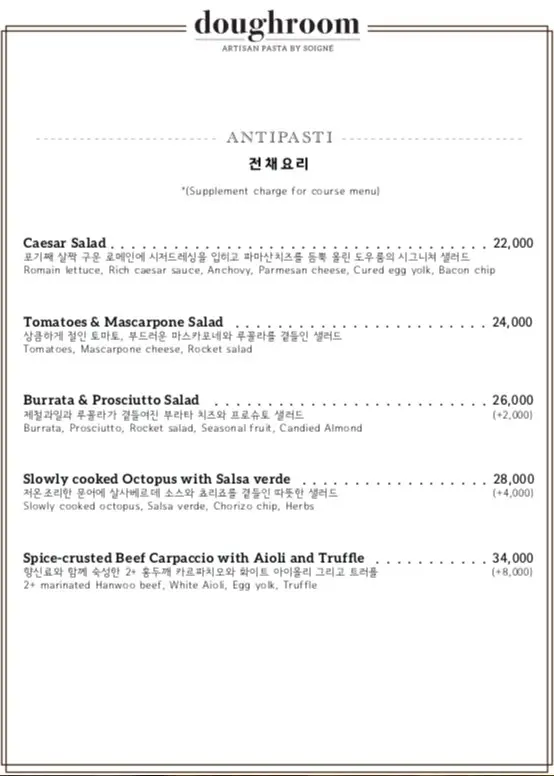 doughroom
ARTISAN PASTA BY SOIGNÉ
ANTIPASTI
전채요리
*(Supplement charge for course menu)
Caesar Salad . . . . . . . . . . . . . . . . . . . . . . . . . . . . . . . . . . . . 22,000
포기째 살짝 구운 로메인에 시저드레싱을 입히고 파마산치즈를 듬뿍 올린 도우룸의 시그니쳐 샐러드
Romain lettuce, Rich caesar sauce, Anchovy, Parmesan cheese, Cured egg yolk, Bacon chip
Tomatoes & Mascarpone Salad . . . . . . . . . . . . . . . . . . . . . . . . 24,000
상큼하게 절인 토마토, 부드러운 마스카포네와 루꼴라를 곁들인 샐러드
Tomatoes, Mascarpone cheese, Rocket salad
Burrata & Prosciutto Salad . . . . . . . . . . . . . . . . . . . . . . . . . . 26,000
제철과일과 루꼴라가 곁들여진 부라타 치즈와 프로슈토 샐러드 (+2,000)
Burrata, Prosciutto, Rocket salad, Seasonal fruit, Candied Almond
Slowly cooked Octopus with Salsa verde . . . . . . . . . . . . . . . . . . 28,000
저온조리한 문어에 살사베르데 소스와 쵸리죠를 곁들인 따뜻한 샐러드 (+4,000)
Slowly cooked octopus, Salsa verde, Chorizo chip, Herbs
Spice-crusted Beef Carpaccio with Aioli and Truffle . . . . . . . . . . . 34,000
향신료와 함께 숙성한 2+ 홍두깨 카르파치오와 화이트 아이올리 그리고 트러플 (+8,000)
2+ marinated Hanwoo beef, White Aioli, Egg yolk, Truffle